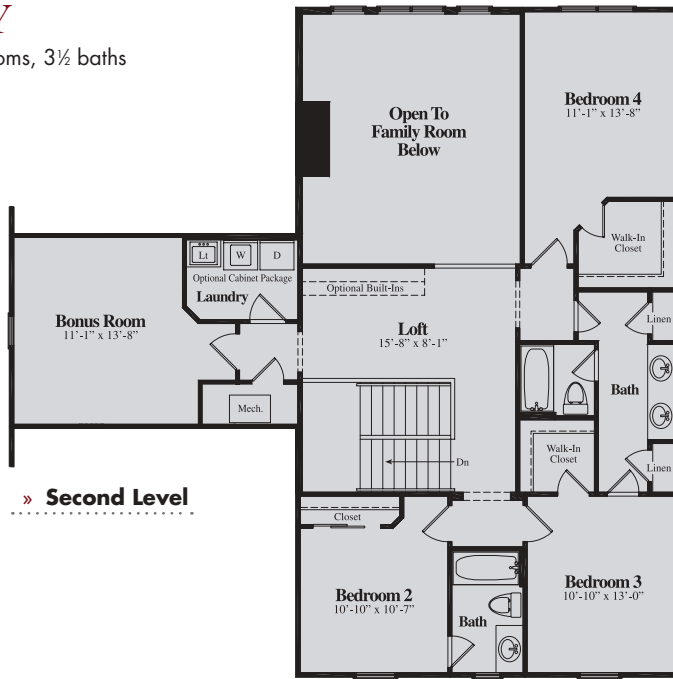 3½ baths
Open To
Family Room
Below
Bedroom 4
11'-1" x 13'-8"
Walk-In
Closet
Lt
W
D
Optional Cabinet Package
Laundry
Optional Built-Ins
Bonus Room
11'-1" x 13'-8"
Loft
15'-8" x 8'-1"
Linen
Bath
Mech.
Walk-In
Closet
Dn
Linen
» Second Level
Closet
Bedroom 2
10'-10" x 10'-7"
Bath
Bedroom 3
10'-10" x 13'-0"